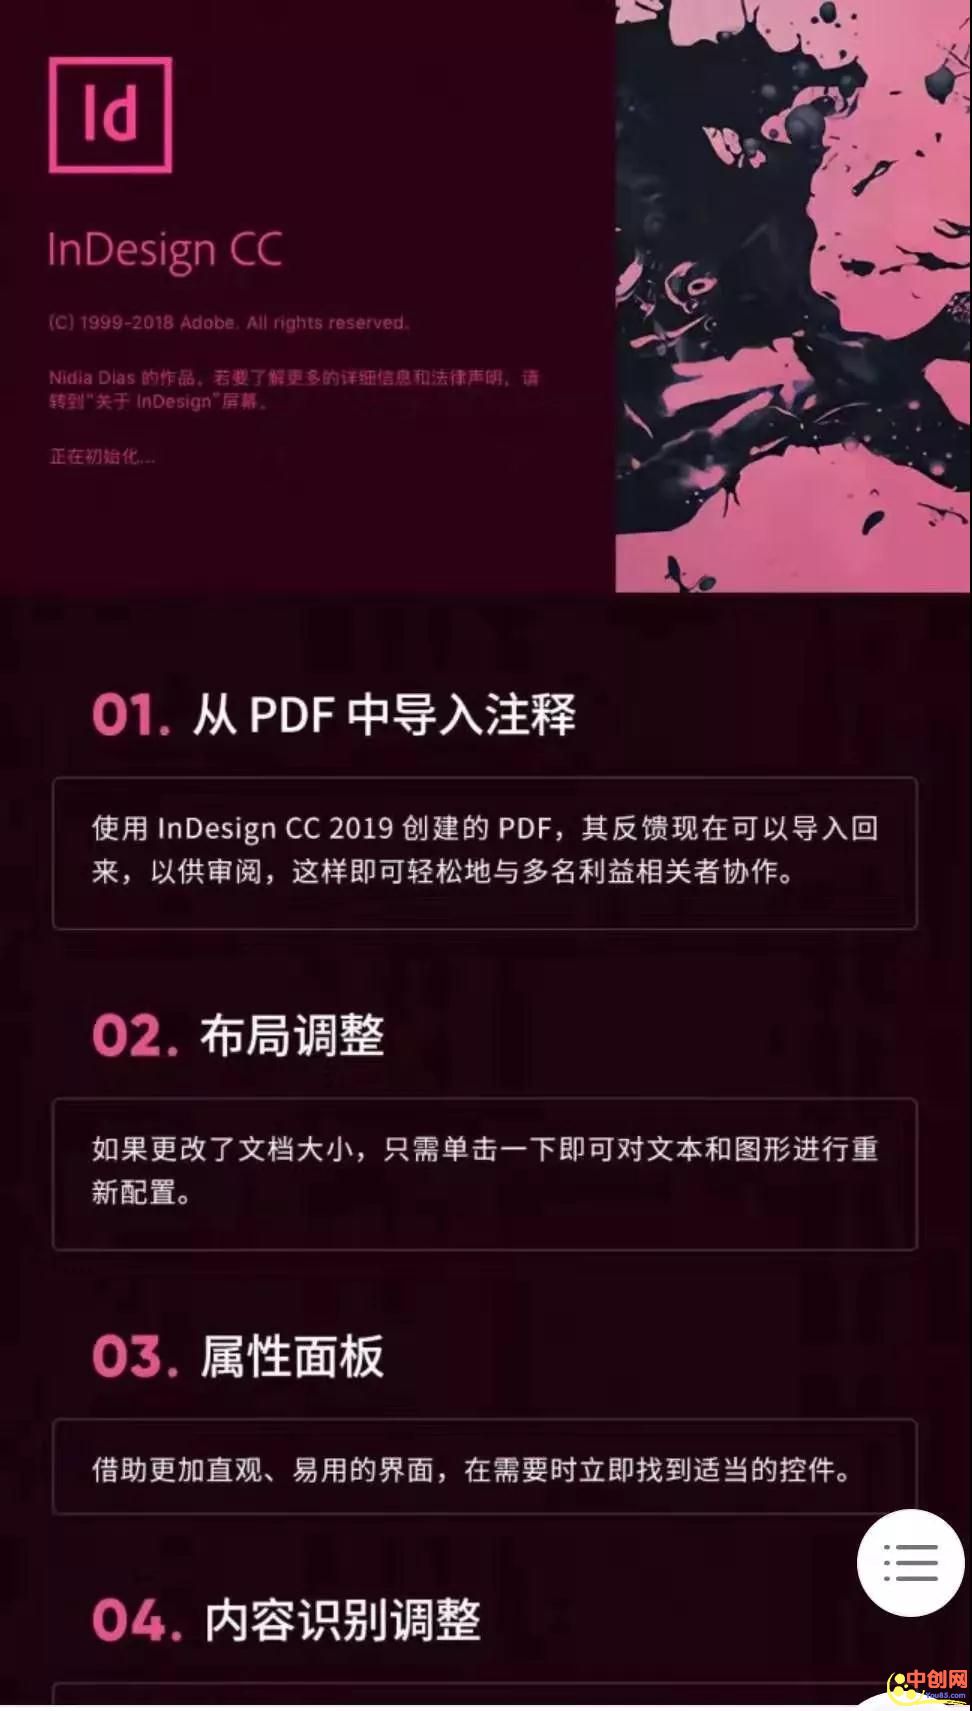 Id
InDesign CC
(C) 1999-2018 Adobe. All rights reserved.
Nidia Dias 的作品。若要了解更多的详细信息和法律声明，请
转到“关于 InDesign”屏幕。
正在初始化...
01. 从 PDF 中导入注释
使用 InDesign CC 2019 创建的 PDF，其反馈现在可以导入回
来，以供审阅，这样即可轻松地与多名利益相关者协作。
02. 布局调整
如果更改了文档大小，只需单击一下即可对文本和图形进行重
新配置。
03. 属性面板
借助更加直观、易用的界面，在需要时立即找到适当的控件。
04. 内容识别调整
中创网
You85.com